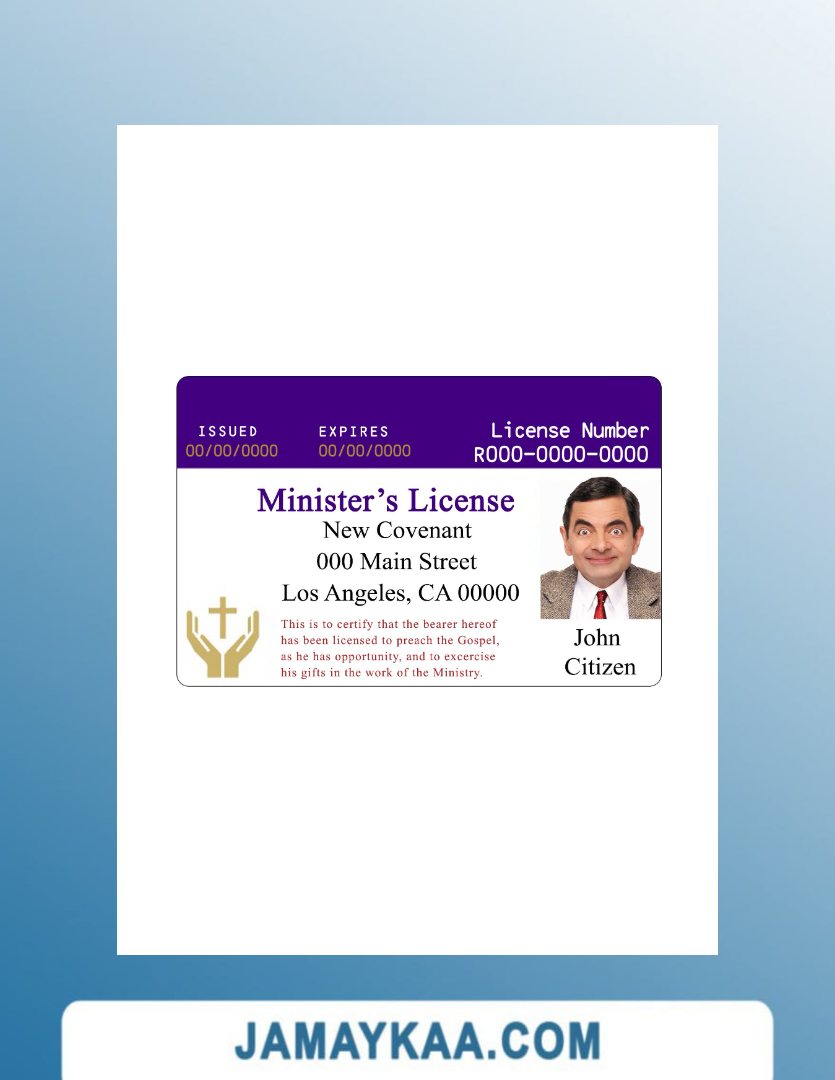 ISSUED EXPIRES License Number
00/00/0000 00/00/0000 R000-0000-0000
Minister’s License
New Covenant
000 Main Street
Los Angeles, CA 00000
This is to certify that the bearer hereof
has been licensed to preach the Gospel,
as he has opportunity, and to excercise
his gifts in the work of the Ministry.
John
Citizen
JAMAYKAA.COM